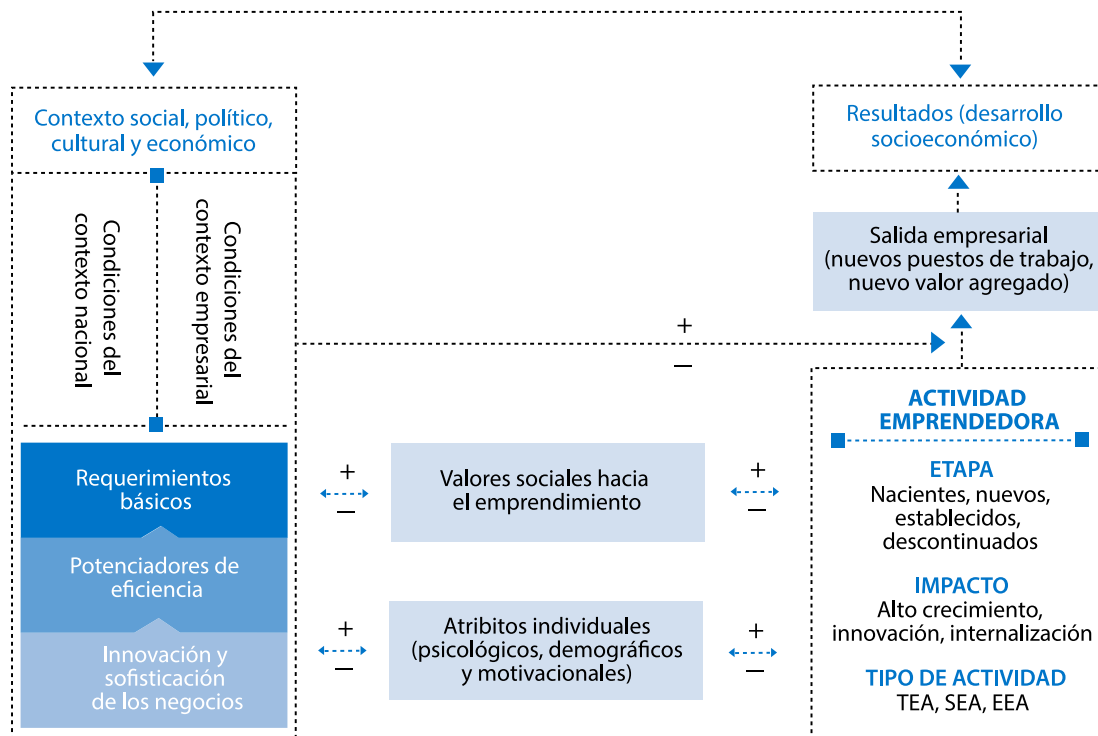 Contexto social, político,
cultural y económico
Condiciones del
contexto nacional
Condiciones del
contexto empresarial
Requerimientos
básicos
Potenciadores de
eficiencia
Innovación y
sofisticación
de los negocios
+
–
Valores sociales hacia
el emprendimiento
+
–
+
–
Atribitos individuales
(psicológicos, demográficos
y motivacionales)
+
–
+
–
Resultados (desarrollo
socioeconómico)
Salida empresarial
(nuevos puestos de trabajo,
nuevo valor agregado)
ACTIVIDAD
EMPRENDEDORA
ETAPA
Nacientes, nuevos,
establecidos,
descontinuados
IMPACTO
Alto crecimiento,
innovación, internalización
TIPO DE ACTIVIDAD
TEA, SEA, EEA